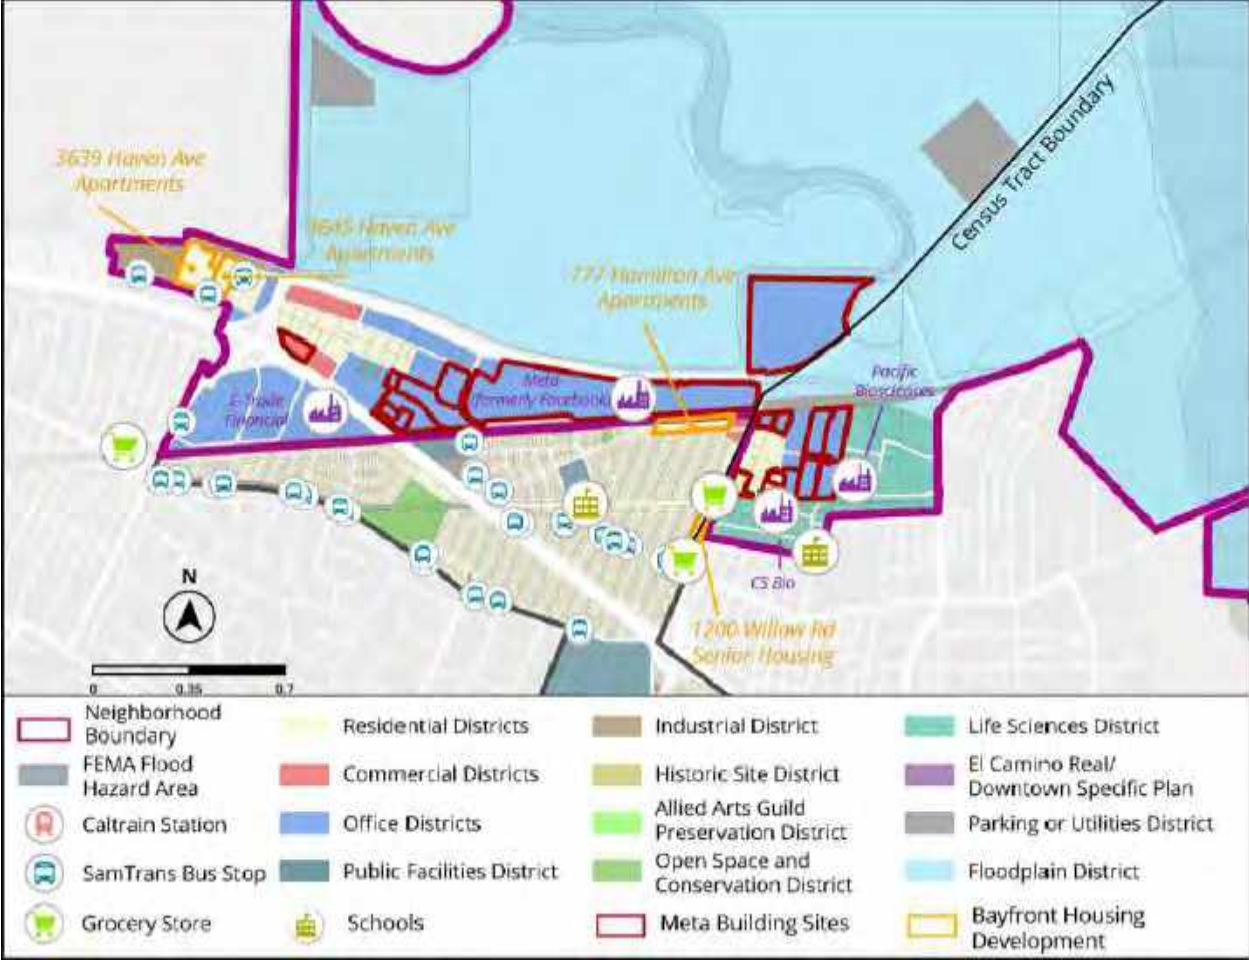 3639 Haven Ave
Apartments
3645 Haven Ave
Apartments
777 Hamilton Ave
Apartments
Census Tract Boundary
Pacific
Biosciences
Meta
(formerly Facebook)
E-Trade
Financial
CS Bio
1200 Willow Rd
Senior Housing
N
0
0.35
0.7
Neighborhood
Boundary
FEMA Flood
Hazard Area
Caltrain Station
SamTrans Bus Stop
Grocery Store
Residential Districts
Commercial Districts
Office Districts
Public Facilities District
Schools
Industrial District
Historic Site District
Allied Arts Guild
Preservation District
Open Space and
Conservation District
Meta Building Sites
Life Sciences District
El Camino Real/
Downtown Specific Plan
Parking or Utilities District
Floodplain District
Bayfront Housing
Development